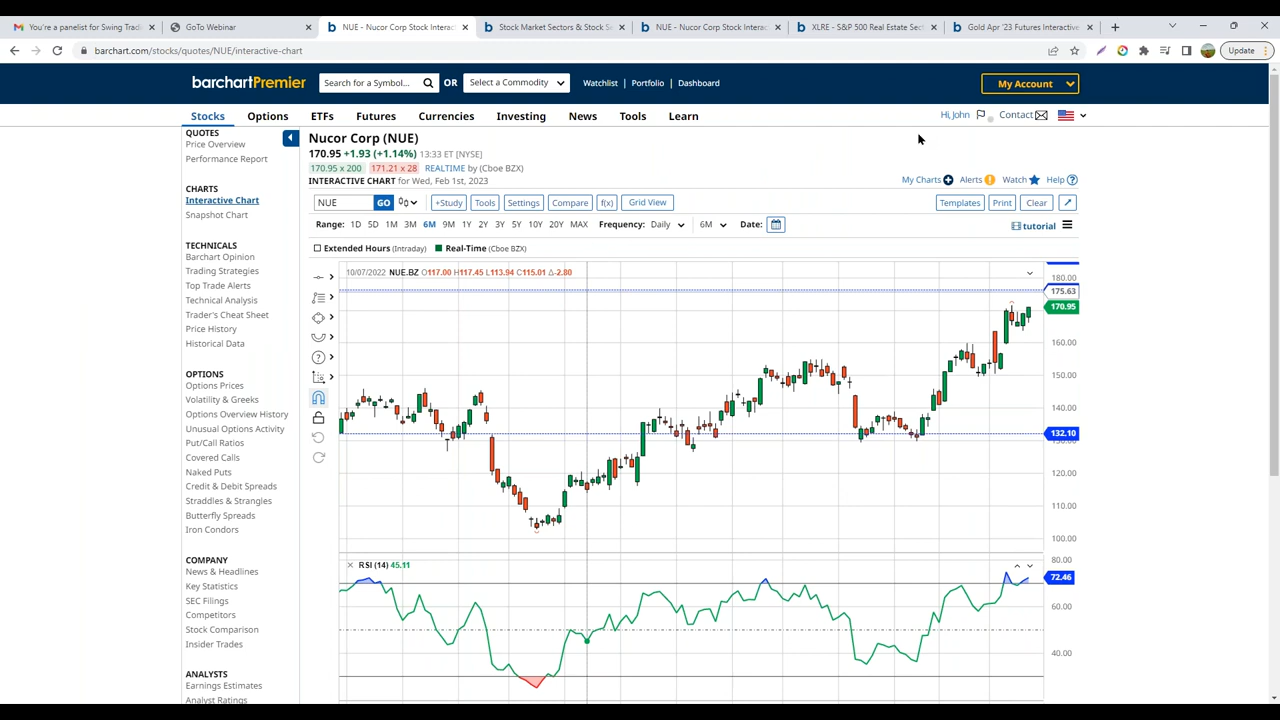 You're a panelist for Swing Tradi
GoTo Webinar
NUE - Nucor Corp Stock Interac
Stock Market Sectors & Stock Se
NUE - Nucor Corp Stock Interac
XLRE - S&P 500 Real Estate Sect
Gold Apr '23 Futures Interactive
barchart.com/stocks/quotes/NUE/interactive-chart
Update
barchartPremier
Search for a Symbol...
OR
Select a Commodity
Watchlist | Portfolio | Dashboard
My Account
Stocks Options ETFs Futures Currencies Investing News Tools Learn
Hi, John
Contact
QUOTES
Price Overview
Performance Report
CHARTS
Interactive Chart
Snapshot Chart
TECHNICALS
Barchart Opinion
Trading Strategies
Top Trade Alerts
Technical Analysis
Trader's Cheat Sheet
Price History
Historical Data
OPTIONS
Options Prices
Volatility & Greeks
Options Overview History
Unusual Options Activity
Put/Call Ratios
Covered Calls
Naked Puts
Credit & Debit Spreads
Straddles & Strangles
Butterfly Spreads
Iron Condors
COMPANY
News & Headlines
Key Statistics
SEC Filings
Competitors
Stock Comparison
Insider Trades
ANALYSTS
Earnings Estimates
Analyst Ratings
Nucor Corp (NUE)
170.95 +1.93 (+1.14%) 13:33 ET [NYSE]
170.95 x 200 171.21 x 28 REALTIME by (Cboe BZX)
INTERACTIVE CHART for Wed, Feb 1st, 2023
My Charts Alerts Watch Help
NUE GO +Study Tools Settings Compare f(x) Grid View
Templates Print Clear
Range: 1D 5D 1M 3M 6M 9M 1Y 2Y 3Y 5Y 10Y 20Y MAX Frequency: Daily 6M Date:
tutorial
Extended Hours (Intraday) Real-Time (Cboe BZX)
10/07/2022 NUE.BZ O117.00 H117.45 L113.94 C115.01 Δ-2.80
180.00
175.63
170.95
160.00
150.00
140.00
132.10
120.00
110.00
100.00
RSI (14) 45.11
80.00
72.46
60.00
40.00